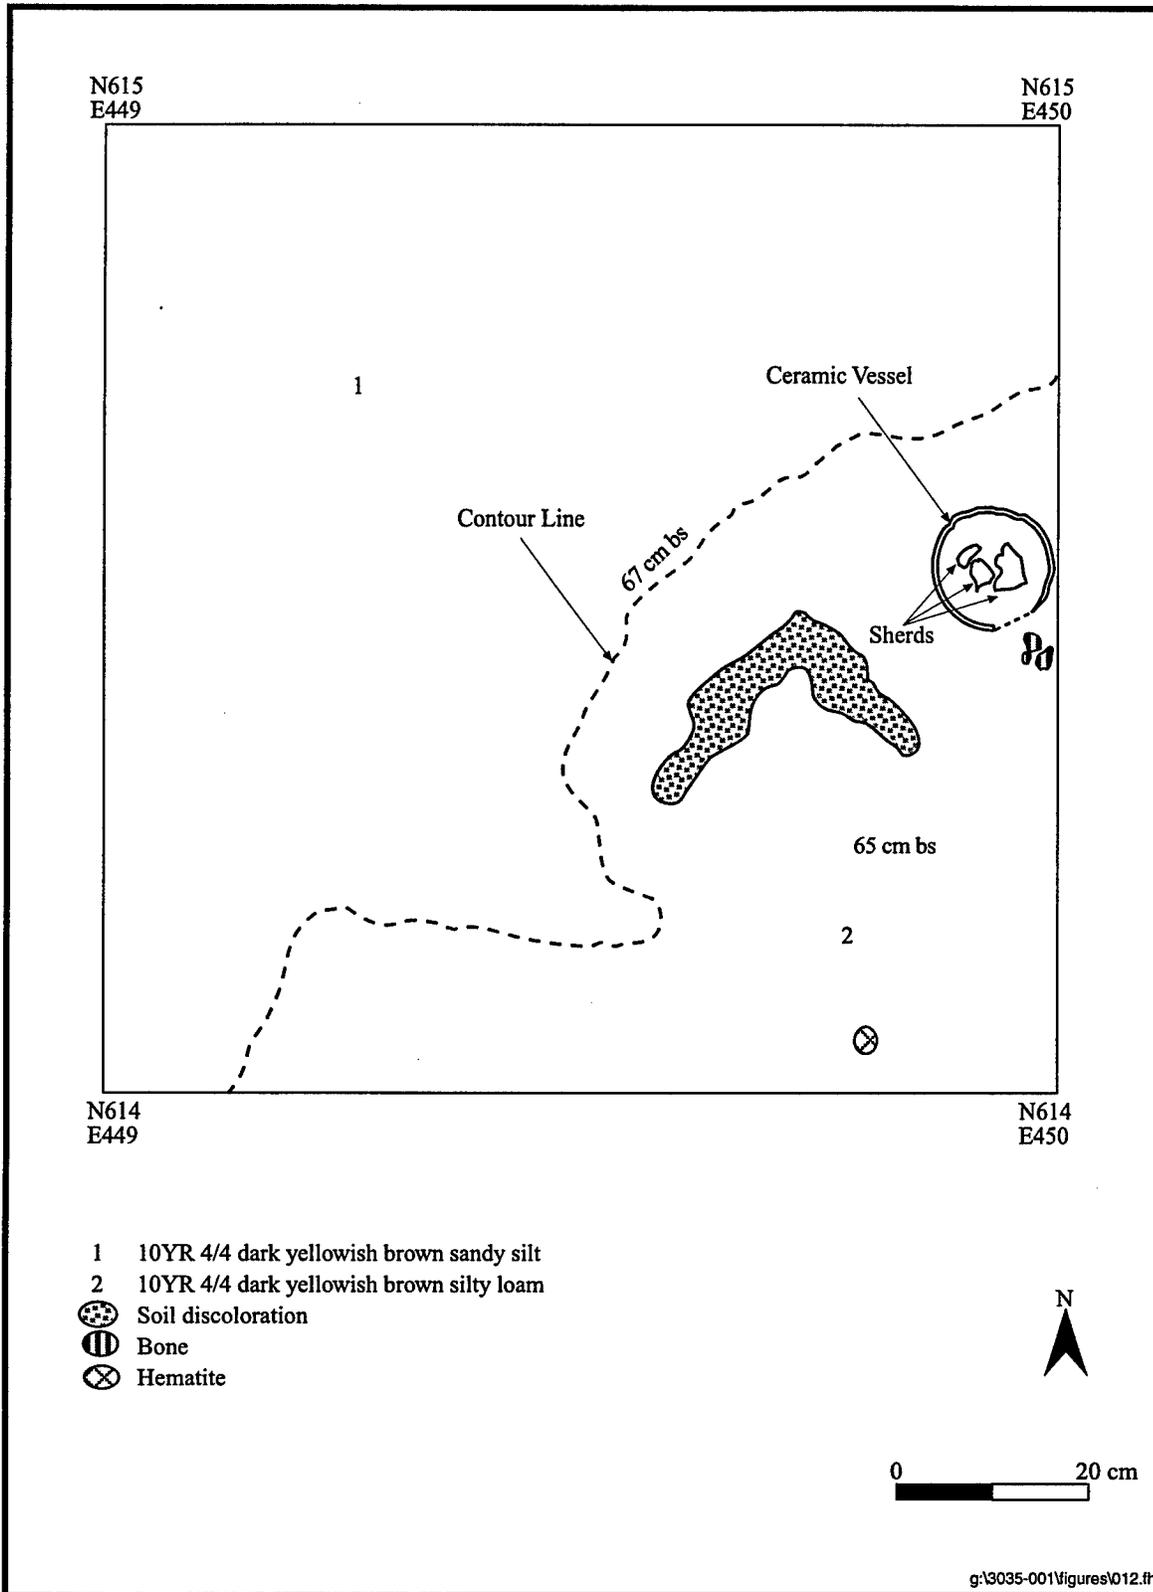 N615
E449
N615
E450
1
Ceramic Vessel
Contour Line
67 cm bs
Sherds
65 cm bs
2
N614
E449
N614
E450
1 10YR 4/4 dark yellowish brown sandy silt
2 10YR 4/4 dark yellowish brown silty loam
Soil discoloration
Bone
Hematite
N
0 20 cm
g:\3035-001\figures\012.fh